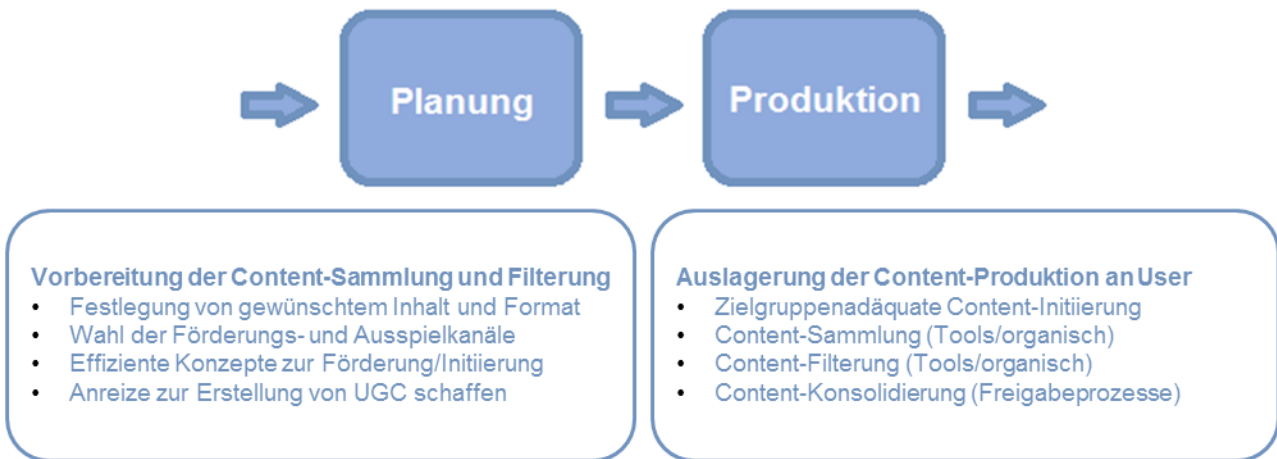 Planung
Produktion
Vorbereitung der Content-Sammlung und Filterung
• Festlegung von gewünschtem Inhalt und Format
• Wahl der Förderungs- und Ausspielkanäle
• Effiziente Konzepte zur Förderung/Initiierung
• Anreize zur Erstellung von UGC schaffen
Auslagerung der Content-Produktion an User
• Zielgruppenadäquate Content-Initiierung
• Content-Sammlung (Tools/organisch)
• Content-Filterung (Tools/organisch)
• Content-Konsolidierung (Freigabeprozesse)